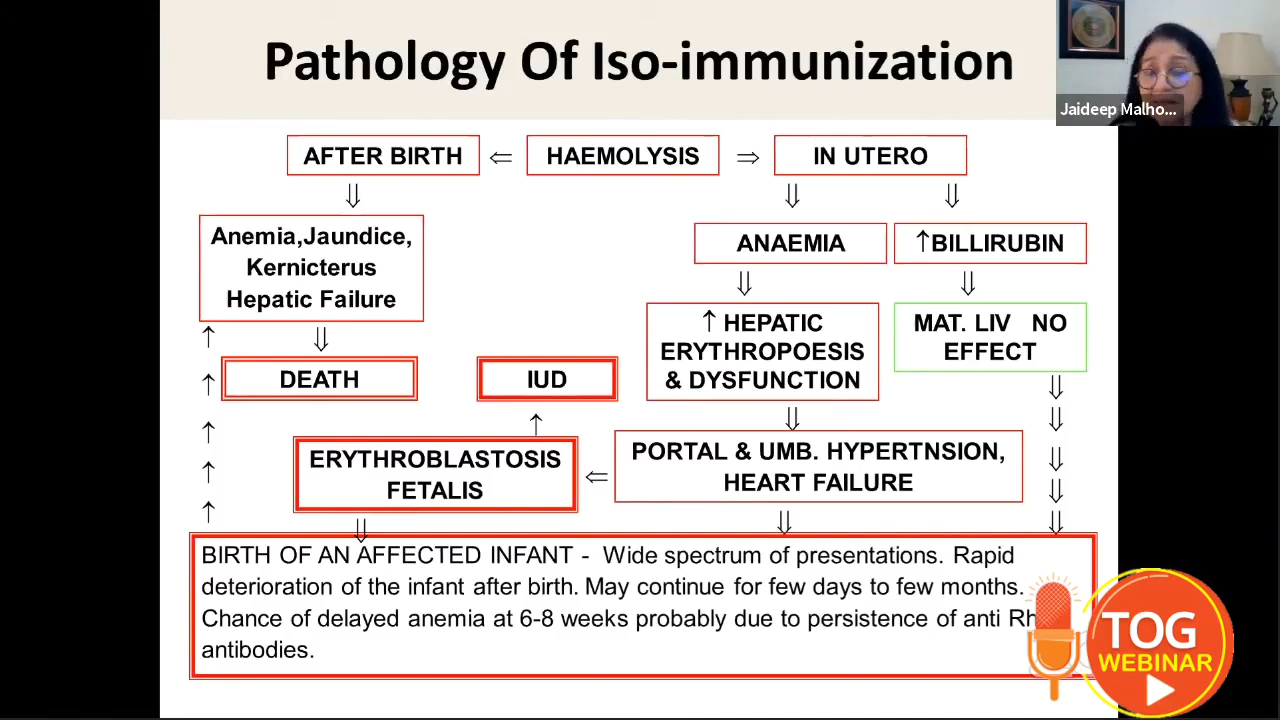 Pathology Of Iso-immunization
Jaideep Malho...
AFTER BIRTH ⇐ HAEMOLYSIS ⇒ IN UTERO
Anemia,Jaundice,
Kernicterus
Hepatic Failure
ANAEMIA
↑BILLIRUBIN
↑ HEPATIC
ERYTHROPOESIS
& DYSFUNCTION
MAT. LIV NO
EFFECT
DEATH
IUD
ERYTHROBLASTOSIS
FETALIS
PORTAL & UMB. HYPERTNSION,
HEART FAILURE
BIRTH OF AN AFFECTED INFANT - Wide spectrum of presentations. Rapid
deterioration of the infant after birth. May continue for few days to few months.
Chance of delayed anemia at 6-8 weeks probably due to persistence of anti Rh
antibodies.
TOG
WEBINAR